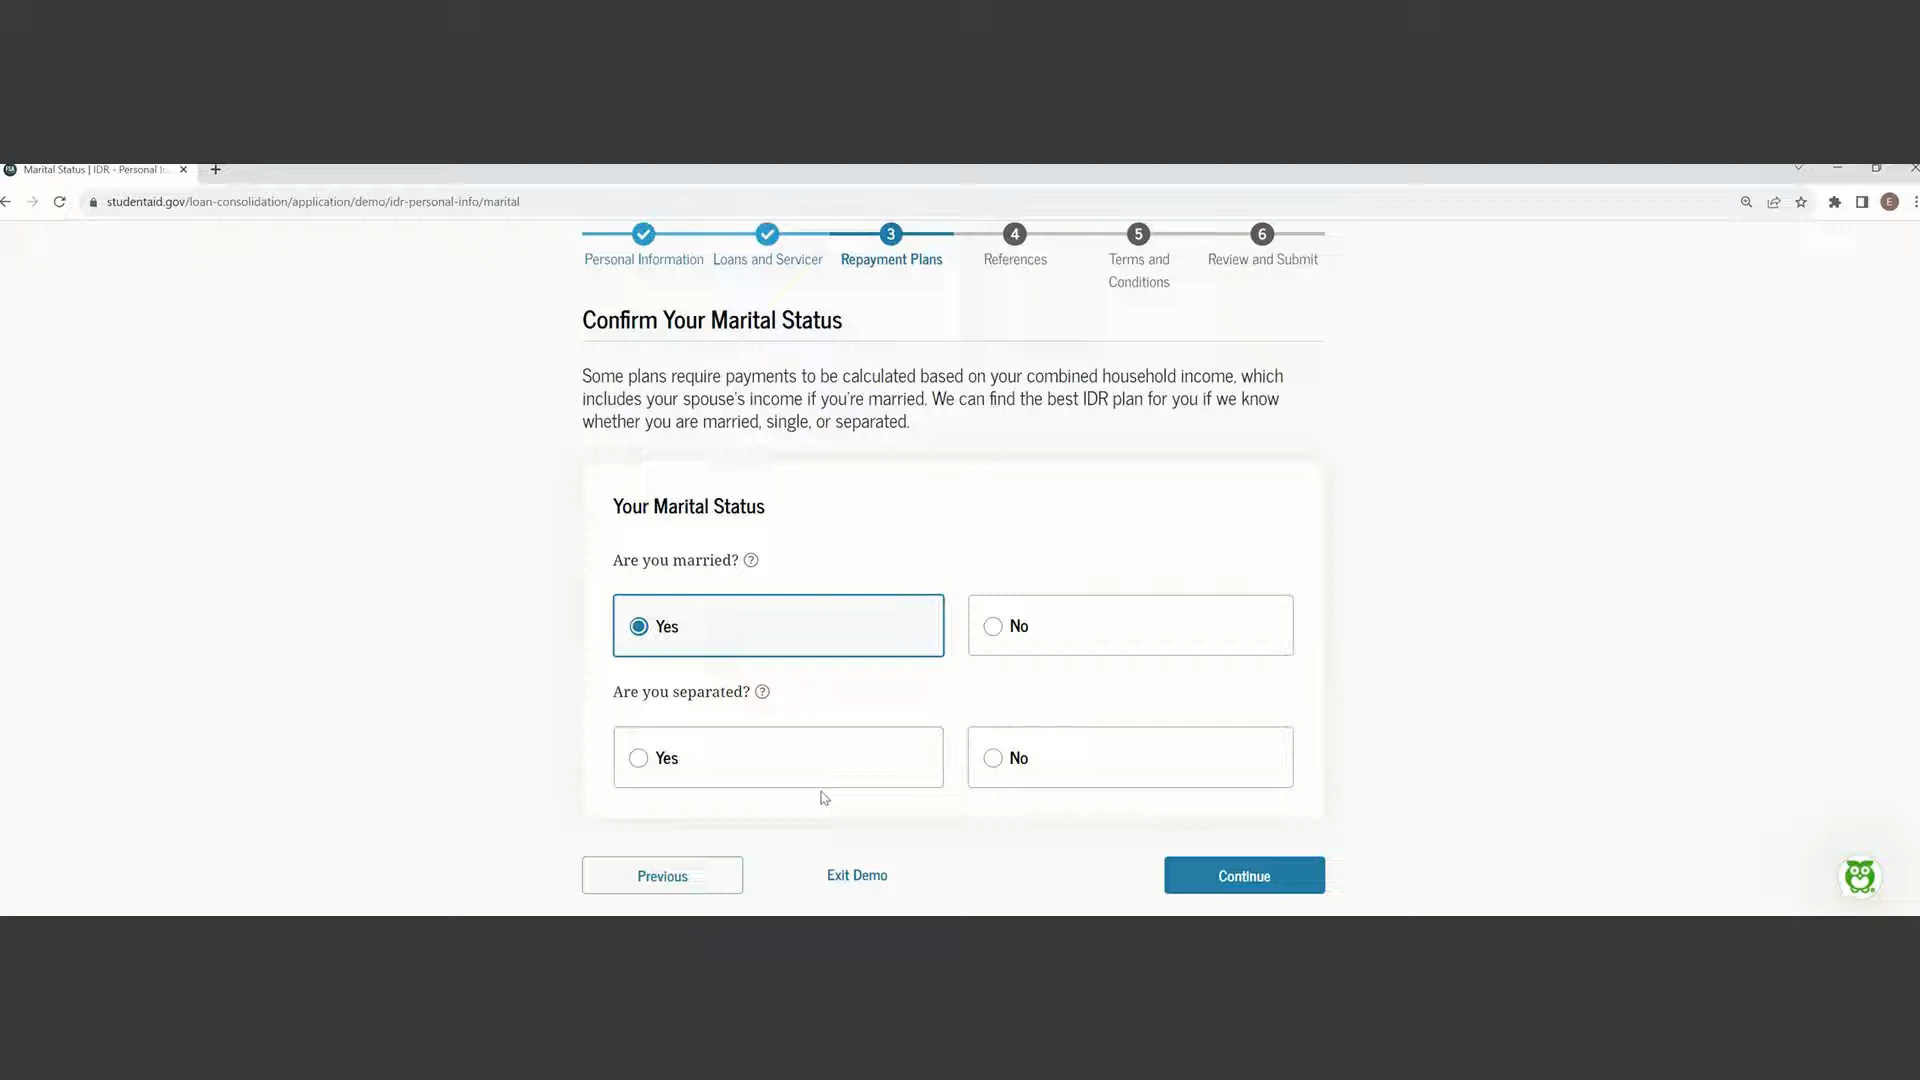 Marital Status | IDR - Personal
studentaid.gov/loan-consolidation/application/demo/idr-personal-info/marital
E
3
4
5
6
Personal Information
Loans and Servicer
Repayment Plans
References
Terms and
Conditions
Review and Submit
Confirm Your Marital Status
Some plans require payments to be calculated based on your combined household income, which
includes your spouse's income if you're married. We can find the best IDR plan for you if we know
whether you are married, single, or separated.
Your Marital Status
Are you married? ?
Yes
No
Are you separated? ?
Yes
No
Previous
Exit Demo
Continue